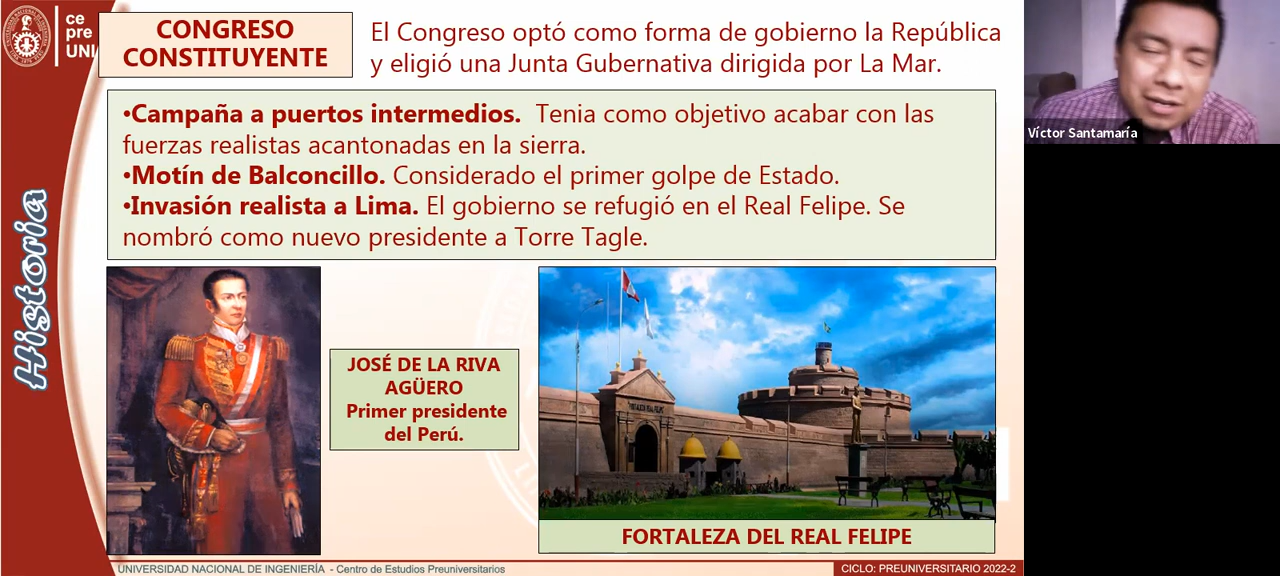 ce
pre
UNI
CONGRESO
CONSTITUYENTE
El Congreso optó como forma de gobierno la República
y eligió una Junta Gubernativa dirigida por La Mar.
•Campaña a puertos intermedios. Tenia como objetivo acabar con las
fuerzas realistas acantonadas en la sierra.
•Motín de Balconcillo. Considerado el primer golpe de Estado.
•Invasión realista a Lima. El gobierno se refugió en el Real Felipe. Se
nombró como nuevo presidente a Torre Tagle.
Historia
JOSÉ DE LA RIVA
AGÜERO
Primer presidente
del Perú.
FORTALEZA DEL REAL FELIPE
UNIVERSIDAD NACIONAL DE INGENIERÍA - Centro de Estudios Preuniversitarios
CICLO: PREUNIVERSITARIO 2022-2
Víctor Santamaría